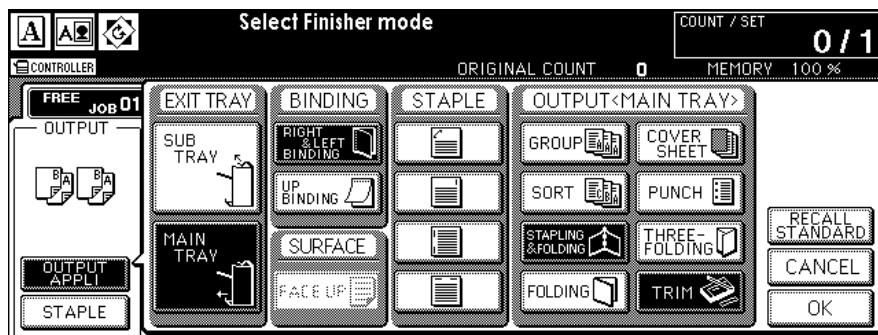 A A Select Finisher mode COUNT / SET
0 / 1
CONTROLLER ORIGINAL COUNT 0 MEMORY 100 %
FREE JOB 01
OUTPUT
B A B A
OUTPUT APPLI
STAPLE
EXIT TRAY
SUB TRAY
MAIN TRAY
BINDING
RIGHT &LEFT BINDING
UP BINDING
SURFACE
FACE UP
STAPLE
OUTPUT<MAIN TRAY>
GROUP COVER SHEET
SORT PUNCH
STAPLING &FOLDING THREE-FOLDING
FOLDING TRIM
RECALL STANDARD
CANCEL
OK